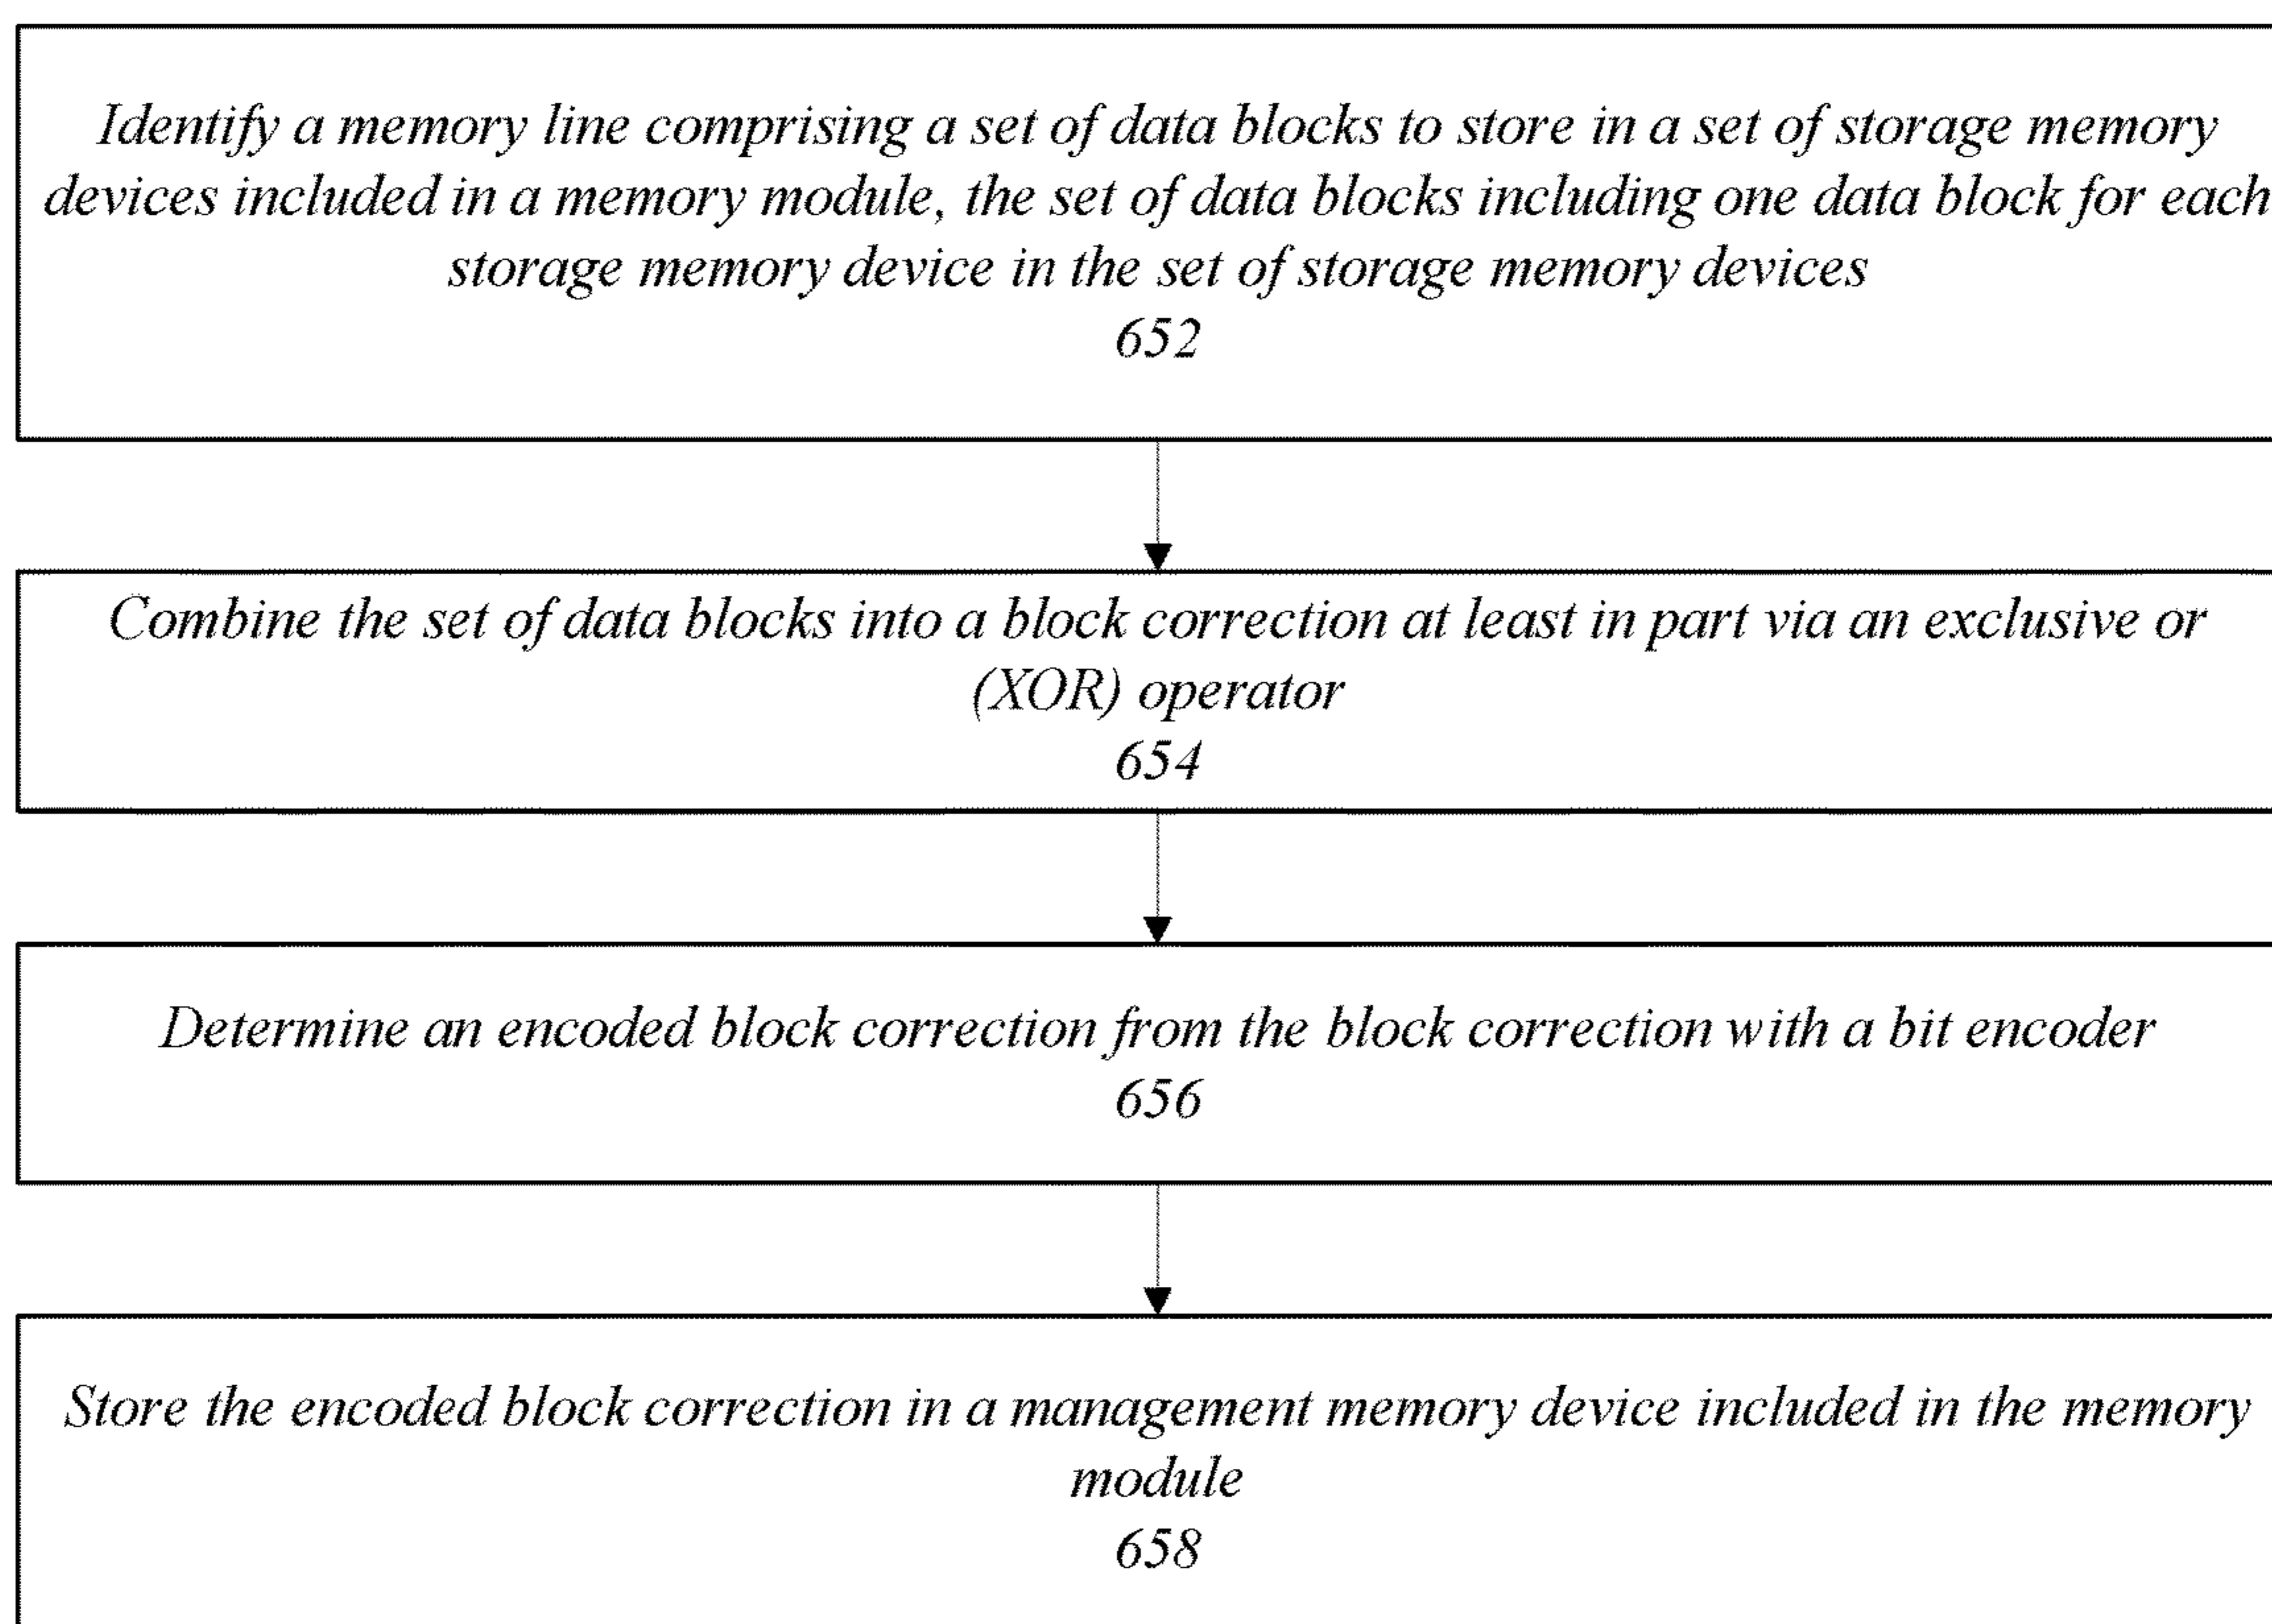 Identify a memory line comprising a set of data blocks to store in a set of storage memory
devices included in a memory module, the set of data blocks including one data block for each
storage memory device in the set of storage memory devices
652
Combine the set of data blocks into a block correction at least in part via an exclusive or
(XOR) operator
654
Determine an encoded block correction from the block correction with a bit encoder
656
Store the encoded block correction in a management memory device included in the memory
module
658